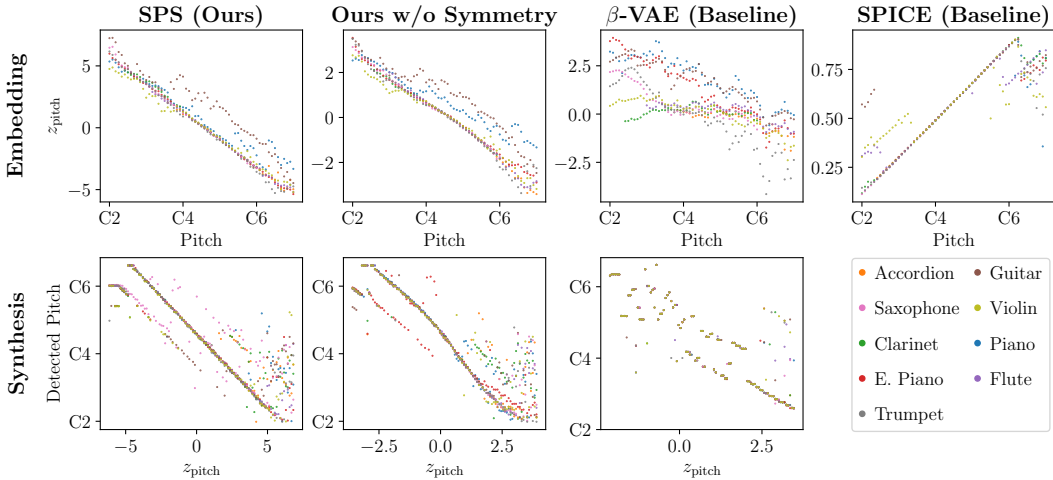 SPS (Ours)
Ours w/o Symmetry
β-VAE (Baseline)
SPICE (Baseline)
Embedding
z_pitch
5
0
−5
C2
C4
C6
Pitch
2
0
−2
C2
C4
C6
Pitch
2.5
0.0
−2.5
C2
C4
C6
Pitch
0.75
0.50
0.25
C2
C4
C6
Pitch
Synthesis
Detected Pitch
C6
C4
C2
−5
0
5
z_pitch
C6
C4
C2
−2.5
0.0
2.5
z_pitch
C6
C4
C2
0.0
2.5
z_pitch
Accordion
Saxophone
Clarinet
E. Piano
Trumpet
Guitar
Violin
Piano
Flute